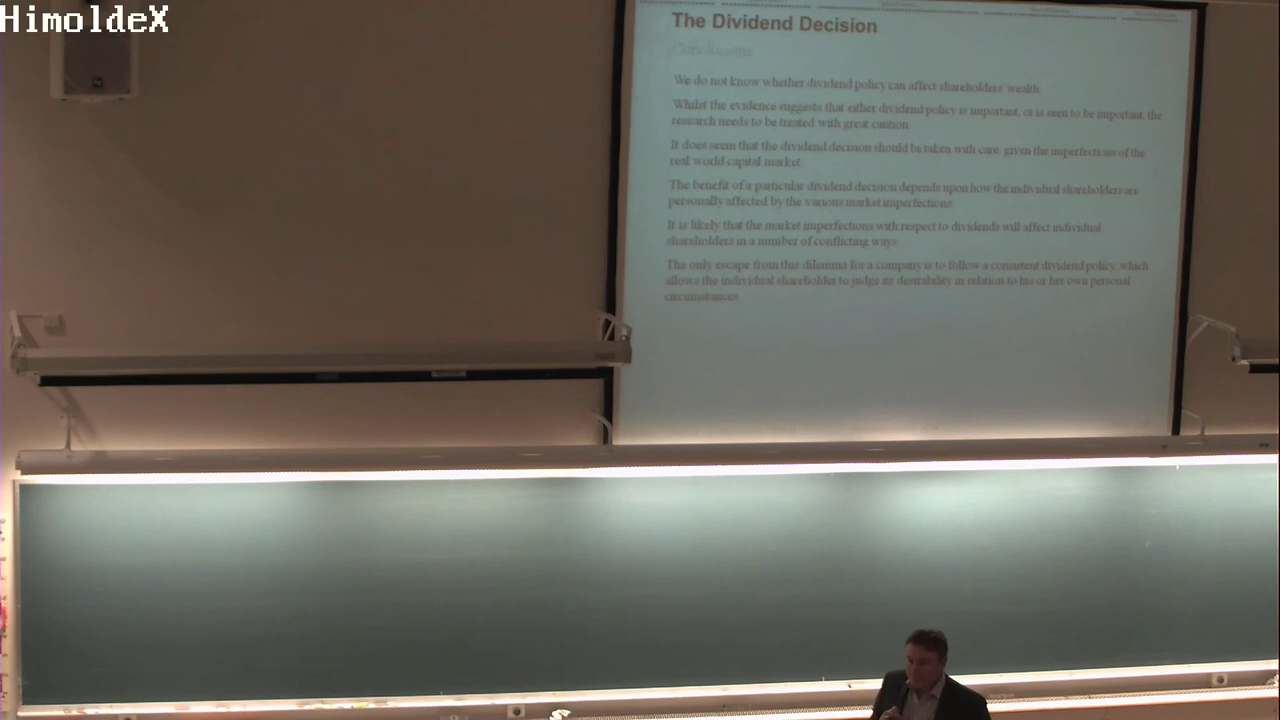 HimoldeX
The Dividend Decision
Conclusions
We do not know whether dividend policy can affect shareholders' wealth.
Whilst the evidence suggests that either dividend policy is important, or is seen to be important, the
research needs to be treated with great caution.
It does seem that the dividend decision should be taken with care, given the imperfections of the
real world capital market.
The benefit of a particular dividend decision depends upon how the individual shareholders are
personally affected by the various market imperfections.
It is likely that the market imperfections with respect to dividends will affect individual
shareholders in a number of conflicting ways.
The only escape from this dilemma for a company is to follow a consistent dividend policy, which
allows the individual shareholder to judge its desirability in relation to his or her own personal
circumstances.